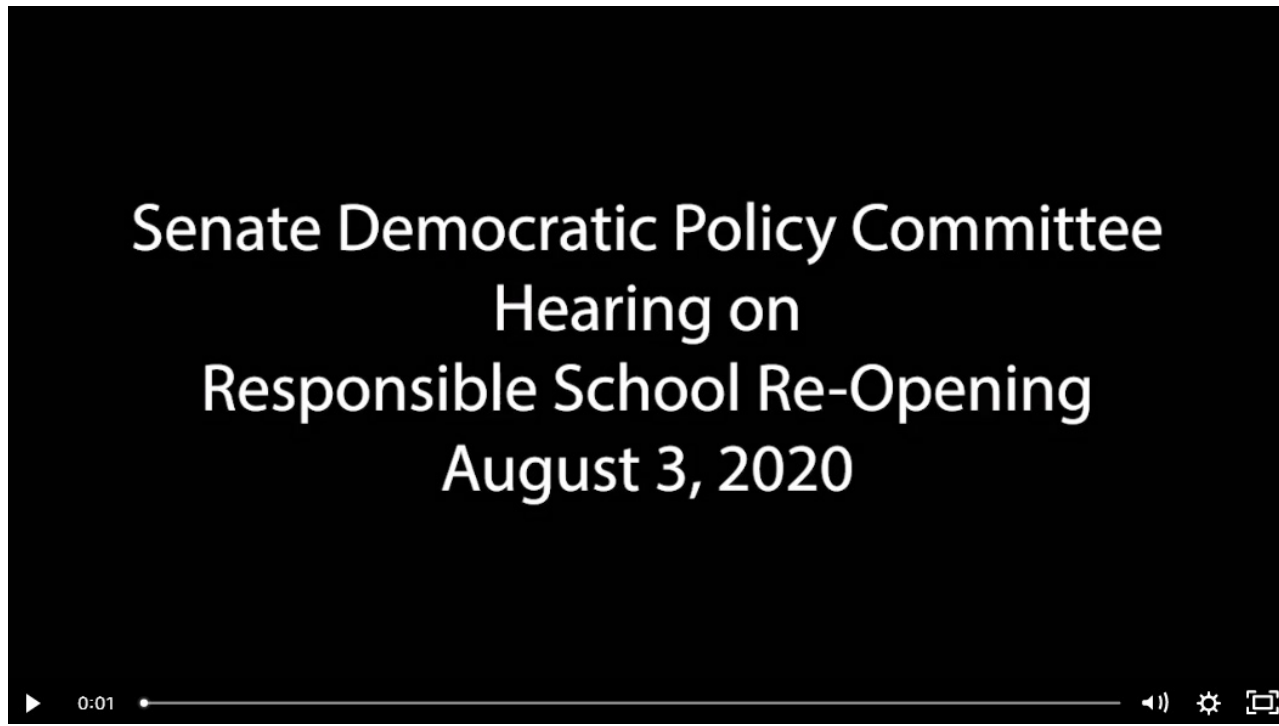 Senate Democratic Policy Committee
Hearing on
Responsible School Re-Opening
August 3, 2020
0:01